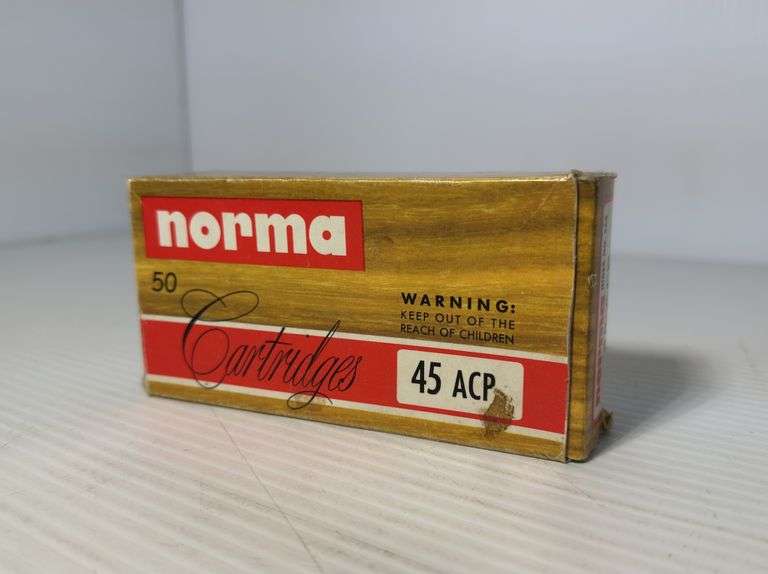 norma
50
Cartridges
WARNING:
KEEP OUT OF THE
REACH OF CHILDREN
45 ACP